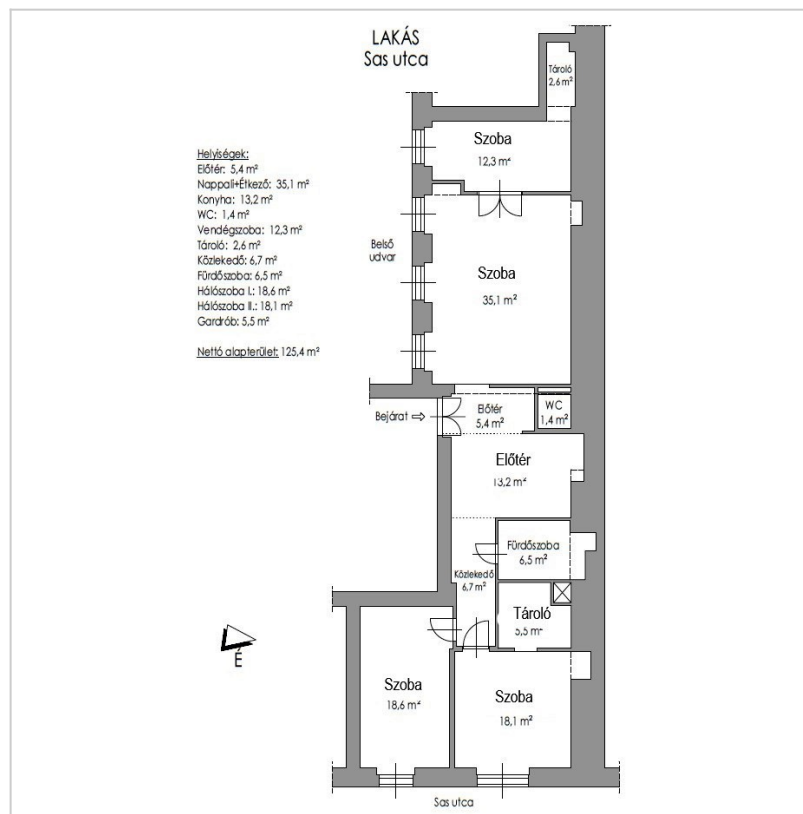 LAKÁS
Sas utca
Helyiségek:
Előtér: 5,4 m²
Nappali+Étkező: 35,1 m²
Konyha: 13,2 m²
WC: 1,4 m²
Vendégszoba: 12,3 m²
Tároló: 2,6 m²
Közlekedő: 6,7 m²
Fürdőszoba: 6,5 m²
Hálószoba I.: 18,6 m²
Hálószoba II.: 18,1 m²
Gardrób: 5,5 m²
Nettó alapterület: 125,4 m²
Tároló
2,6 m²
Szoba
12,3 m²
Belső
udvar
Szoba
35,1 m²
Bejárat ⇨
Előtér
5,4 m²
WC
1,4 m²
Előtér
13,2 m²
Fürdőszoba
6,5 m²
Közlekedő
6,7 m²
Tároló
5,5 m²
É
Szoba
18,6 m²
Szoba
18,1 m²
Sas utca